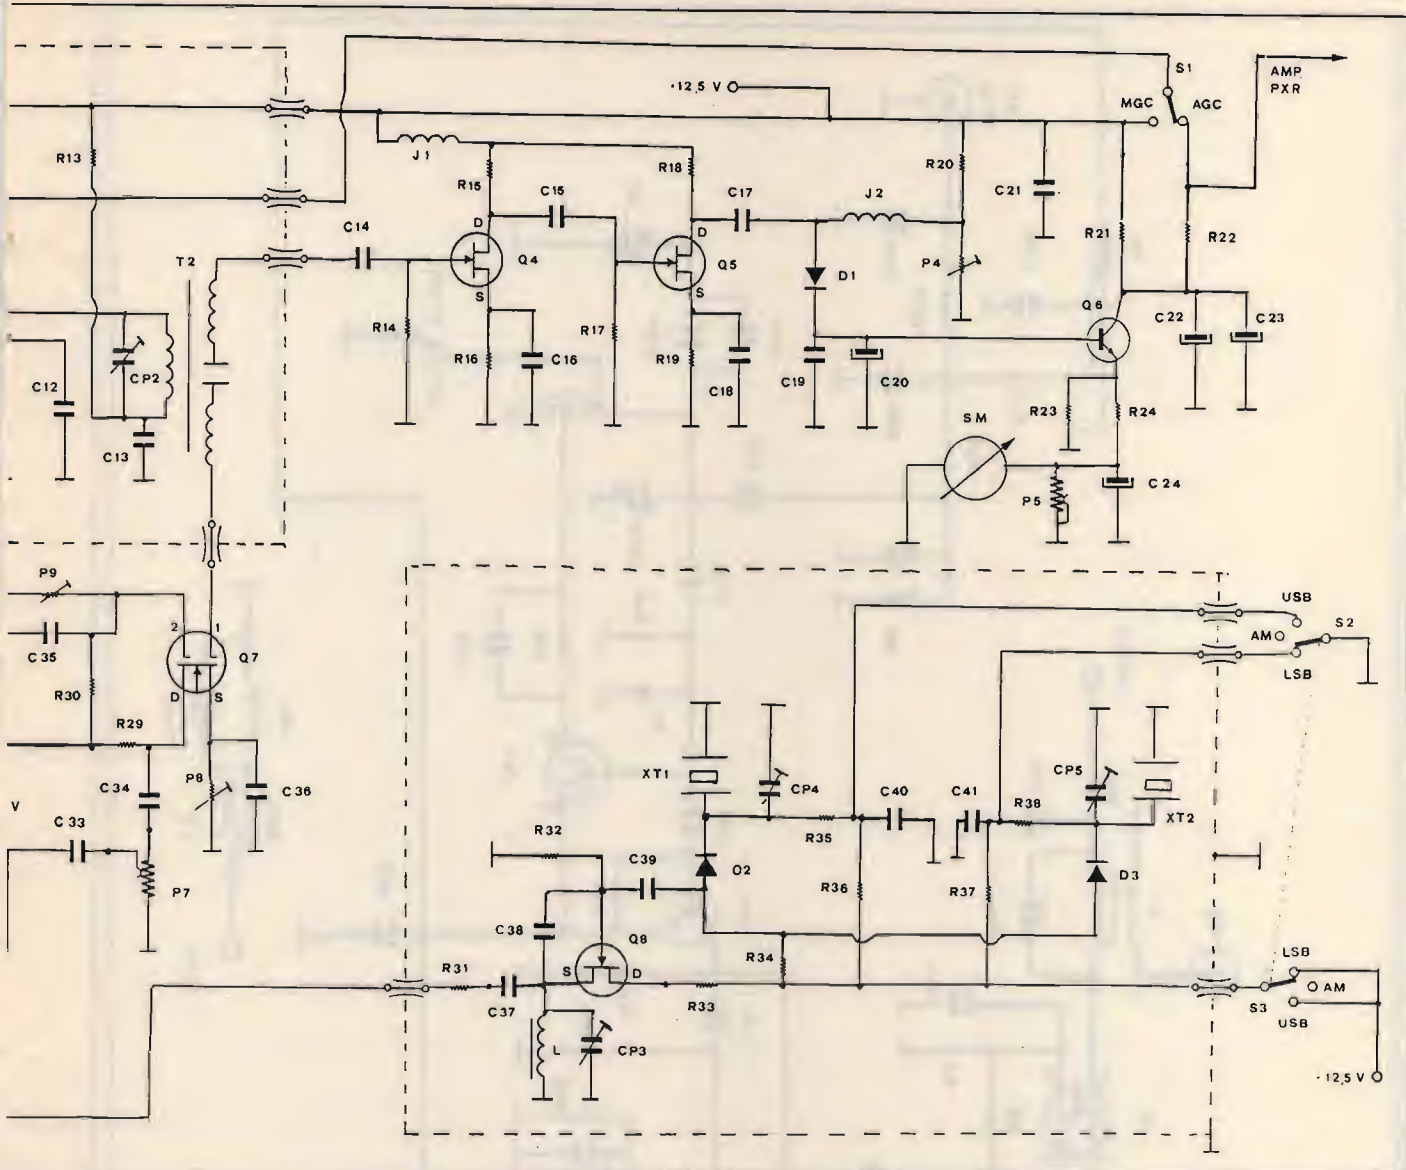 S1
AMP.
PXR
·12,5 V
MGC
AGC
R13
J1
R15
C15
R18
C17
J2
R20
C21
C14
D
D
R21
R22
T2
Q4
Q5
D1
P4
S
S
Q6
R14
R17
C22
C23
CP2
R16
C16
R19
C12
C18
C19
C20
R23
R24
SM
C13
C24
P5
P9
USB
2
1
AM
S2
C35
Q7
LSB
R30
D
S
R29
XT1
CP5
P8
CP4
C34
C36
C40
C41
R38
V
XT2
C33
R32
R35
C39
O2
D3
P7
R36
R37
C38
Q8
R34
LSB
R31
S
D
AM
C37
R33
S3
USB
L
CP3
·12,5 V